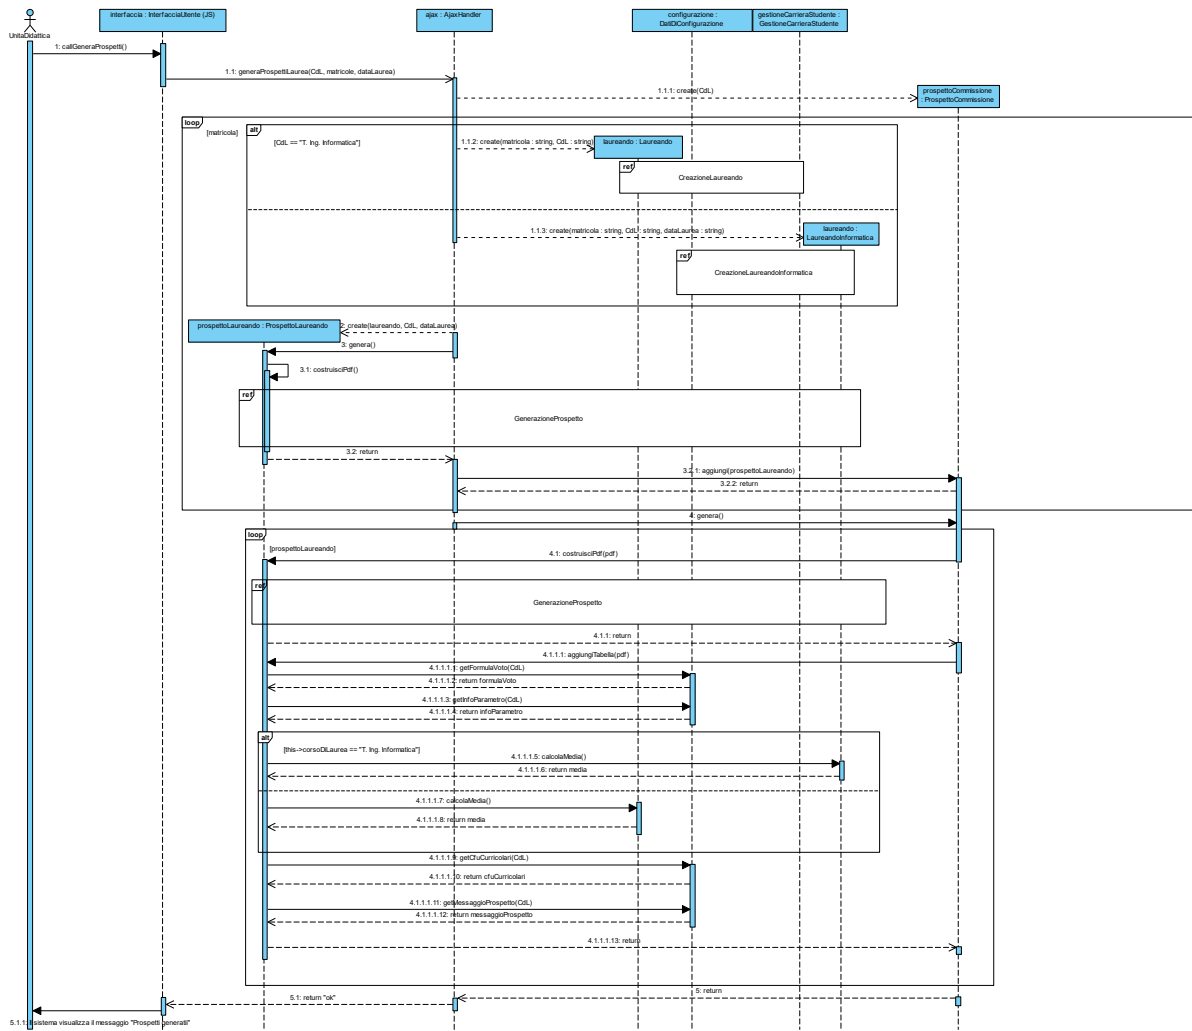 interfaccia : InterfacciaUtente (JS)
ajax : AjaxHandler
configurazione :
DatiDiConfigurazione
gestioneCarrieraStudente :
GestioneCarrieraStudente
UnitaDidattica
1: callGeneraProspetti()
1.1: generaProspettiLaurea(CdL, matricole, dataLaurea)
1.1.1: create(CdL)
prospettoCommissione
: ProspettoCommissione
loop
[matricola]
alt
[CdL == "T. Ing. Informatica"]
1.1.2: create(matricola : string, CdL : string)
laureando : Laureando
ref
CreazioneLaureando
1.1.3: create(matricola : string, CdL : string, dataLaurea : string)
laureando :
LaureandoInformatica
ref
CreazioneLaureandoInformatica
prospettoLaureando : ProspettoLaureando
2: create(laureando, CdL, dataLaurea)
3: genera()
3.1: costruisciPdf()
ref
GenerazioneProspetto
3.2: return
3.2.1: aggiungi(prospettoLaureando)
3.2.2: return
4: genera()
loop
[prospettoLaureando]
4.1: costruisciPdf(pdf)
ref
GenerazioneProspetto
4.1.1: return
4.1.1.1: aggiungiTabella(pdf)
4.1.1.1.1: getFormulaVoto(CdL)
4.1.1.1.2: return formulaVoto
4.1.1.1.3: getInfoParametro(CdL)
4.1.1.1.4: return infoParametro
alt
[this->corsoDiLaurea == "T. Ing. Informatica"]
4.1.1.1.5: calcolaMedia()
4.1.1.1.6: return media
4.1.1.1.7: calcolaMedia()
4.1.1.1.8: return media
4.1.1.1.9: getCfuCurricolari(CdL)
4.1.1.1.10: return cfuCurricolari
4.1.1.1.11: getMessaggioProspetto(CdL)
4.1.1.1.12: return messaggioProspetto
4.1.1.1.13: return
5: return
5.1: return "ok"
5.1.1: Il sistema visualizza il messaggio "Prospetti generati"